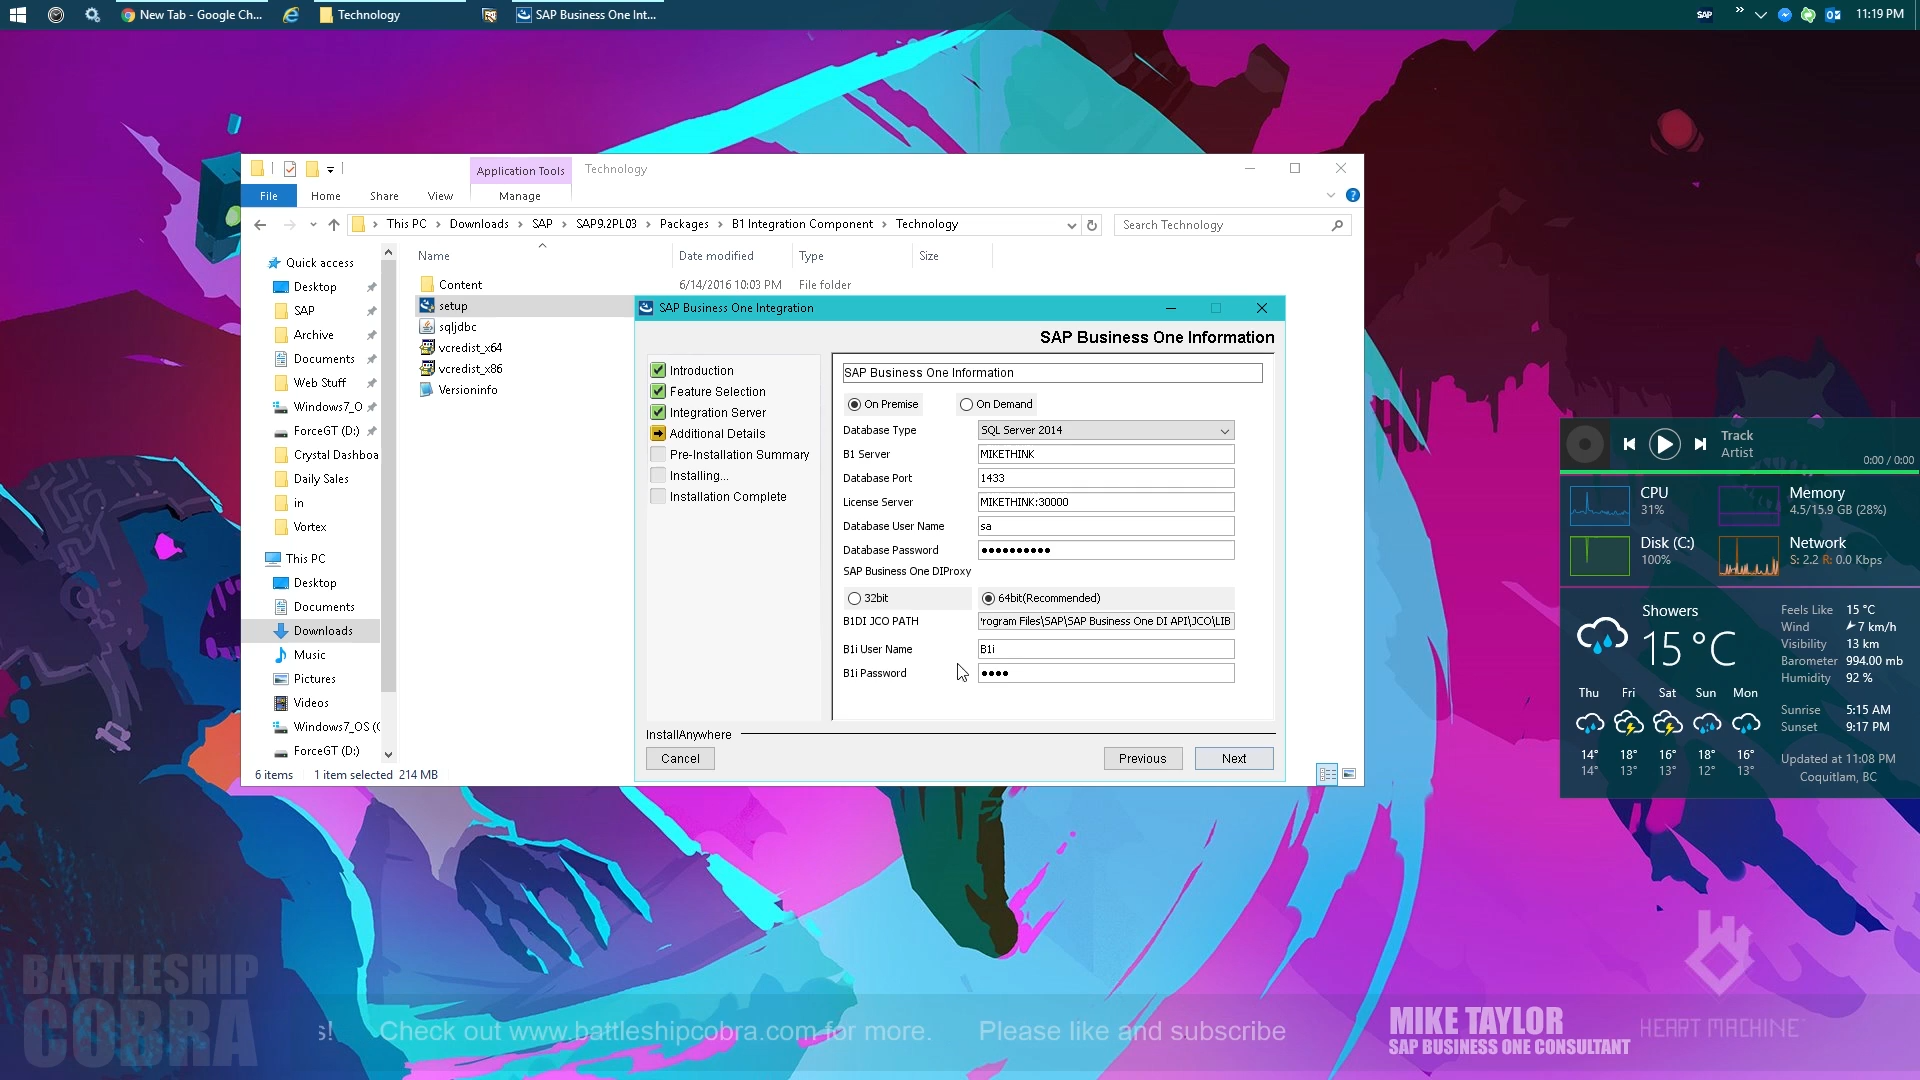 New Tab - Google Ch...
Technology
SAP Business One Int...
SAP
11:19 PM
Application Tools
Technology
File
Home
Share
View
Manage
This PC
Downloads
SAP
SAP9.2PL03
Packages
B1 Integration Component
Technology
Search Technology
Name
Date modified
Type
Size
Quick access
Desktop
SAP
Archive
Documents
Web Stuff
Windows7_O
ForceGT (D:)
Crystal Dashboa
Daily Sales
in
Vortex
This PC
Desktop
Documents
Downloads
Music
Pictures
Videos
Windows7_OS (C
ForceGT (D:)
Content
6/14/2016 10:03 PM
File folder
setup
sqljdbc
vcredist_x64
vcredist_x86
Versioninfo
6 items
1 item selected 214 MB
SAP Business One Integration
SAP Business One Information
Introduction
Feature Selection
Integration Server
Additional Details
Pre-Installation Summary
Installing...
Installation Complete
SAP Business One Information
On Premise
On Demand
Database Type
SQL Server 2014
B1 Server
MIKETHINK
Database Port
1433
License Server
MIKETHINK:30000
Database User Name
sa
Database Password
●●●●●●●●●●
SAP Business One DIProxy
32bit
64bit(Recommended)
B1DI JCO PATH
rogram Files\SAP\SAP Business One DI API\JCO\LIB
B1i User Name
B1i
B1i Password
●●●●
InstallAnywhere
Cancel
Previous
Next
Track
Artist
0:00 / 0:00
CPU
31%
Memory
4.5/15.9 GB (28%)
Disk (C:)
100%
Network
S: 2.2 R: 0.0 Kbps
Showers
15 °C
Feels Like 15 °C
Wind 7 km/h
Visibility 13 km
Barometer 994.00 mb
Humidity 92 %
Thu Fri Sat Sun Mon
14° 18° 16° 18° 16°
14° 13° 13° 12° 13°
Sunrise 5:15 AM
Sunset 9:17 PM
Updated at 11:08 PM
Coquitlam, BC
BATTLESHIP
COBRA
s! Check out www.battleshipcobra.com for more. Please like and subscribe
MIKE TAYLOR
SAP BUSINESS ONE CONSULTANT
HEART MACHINE